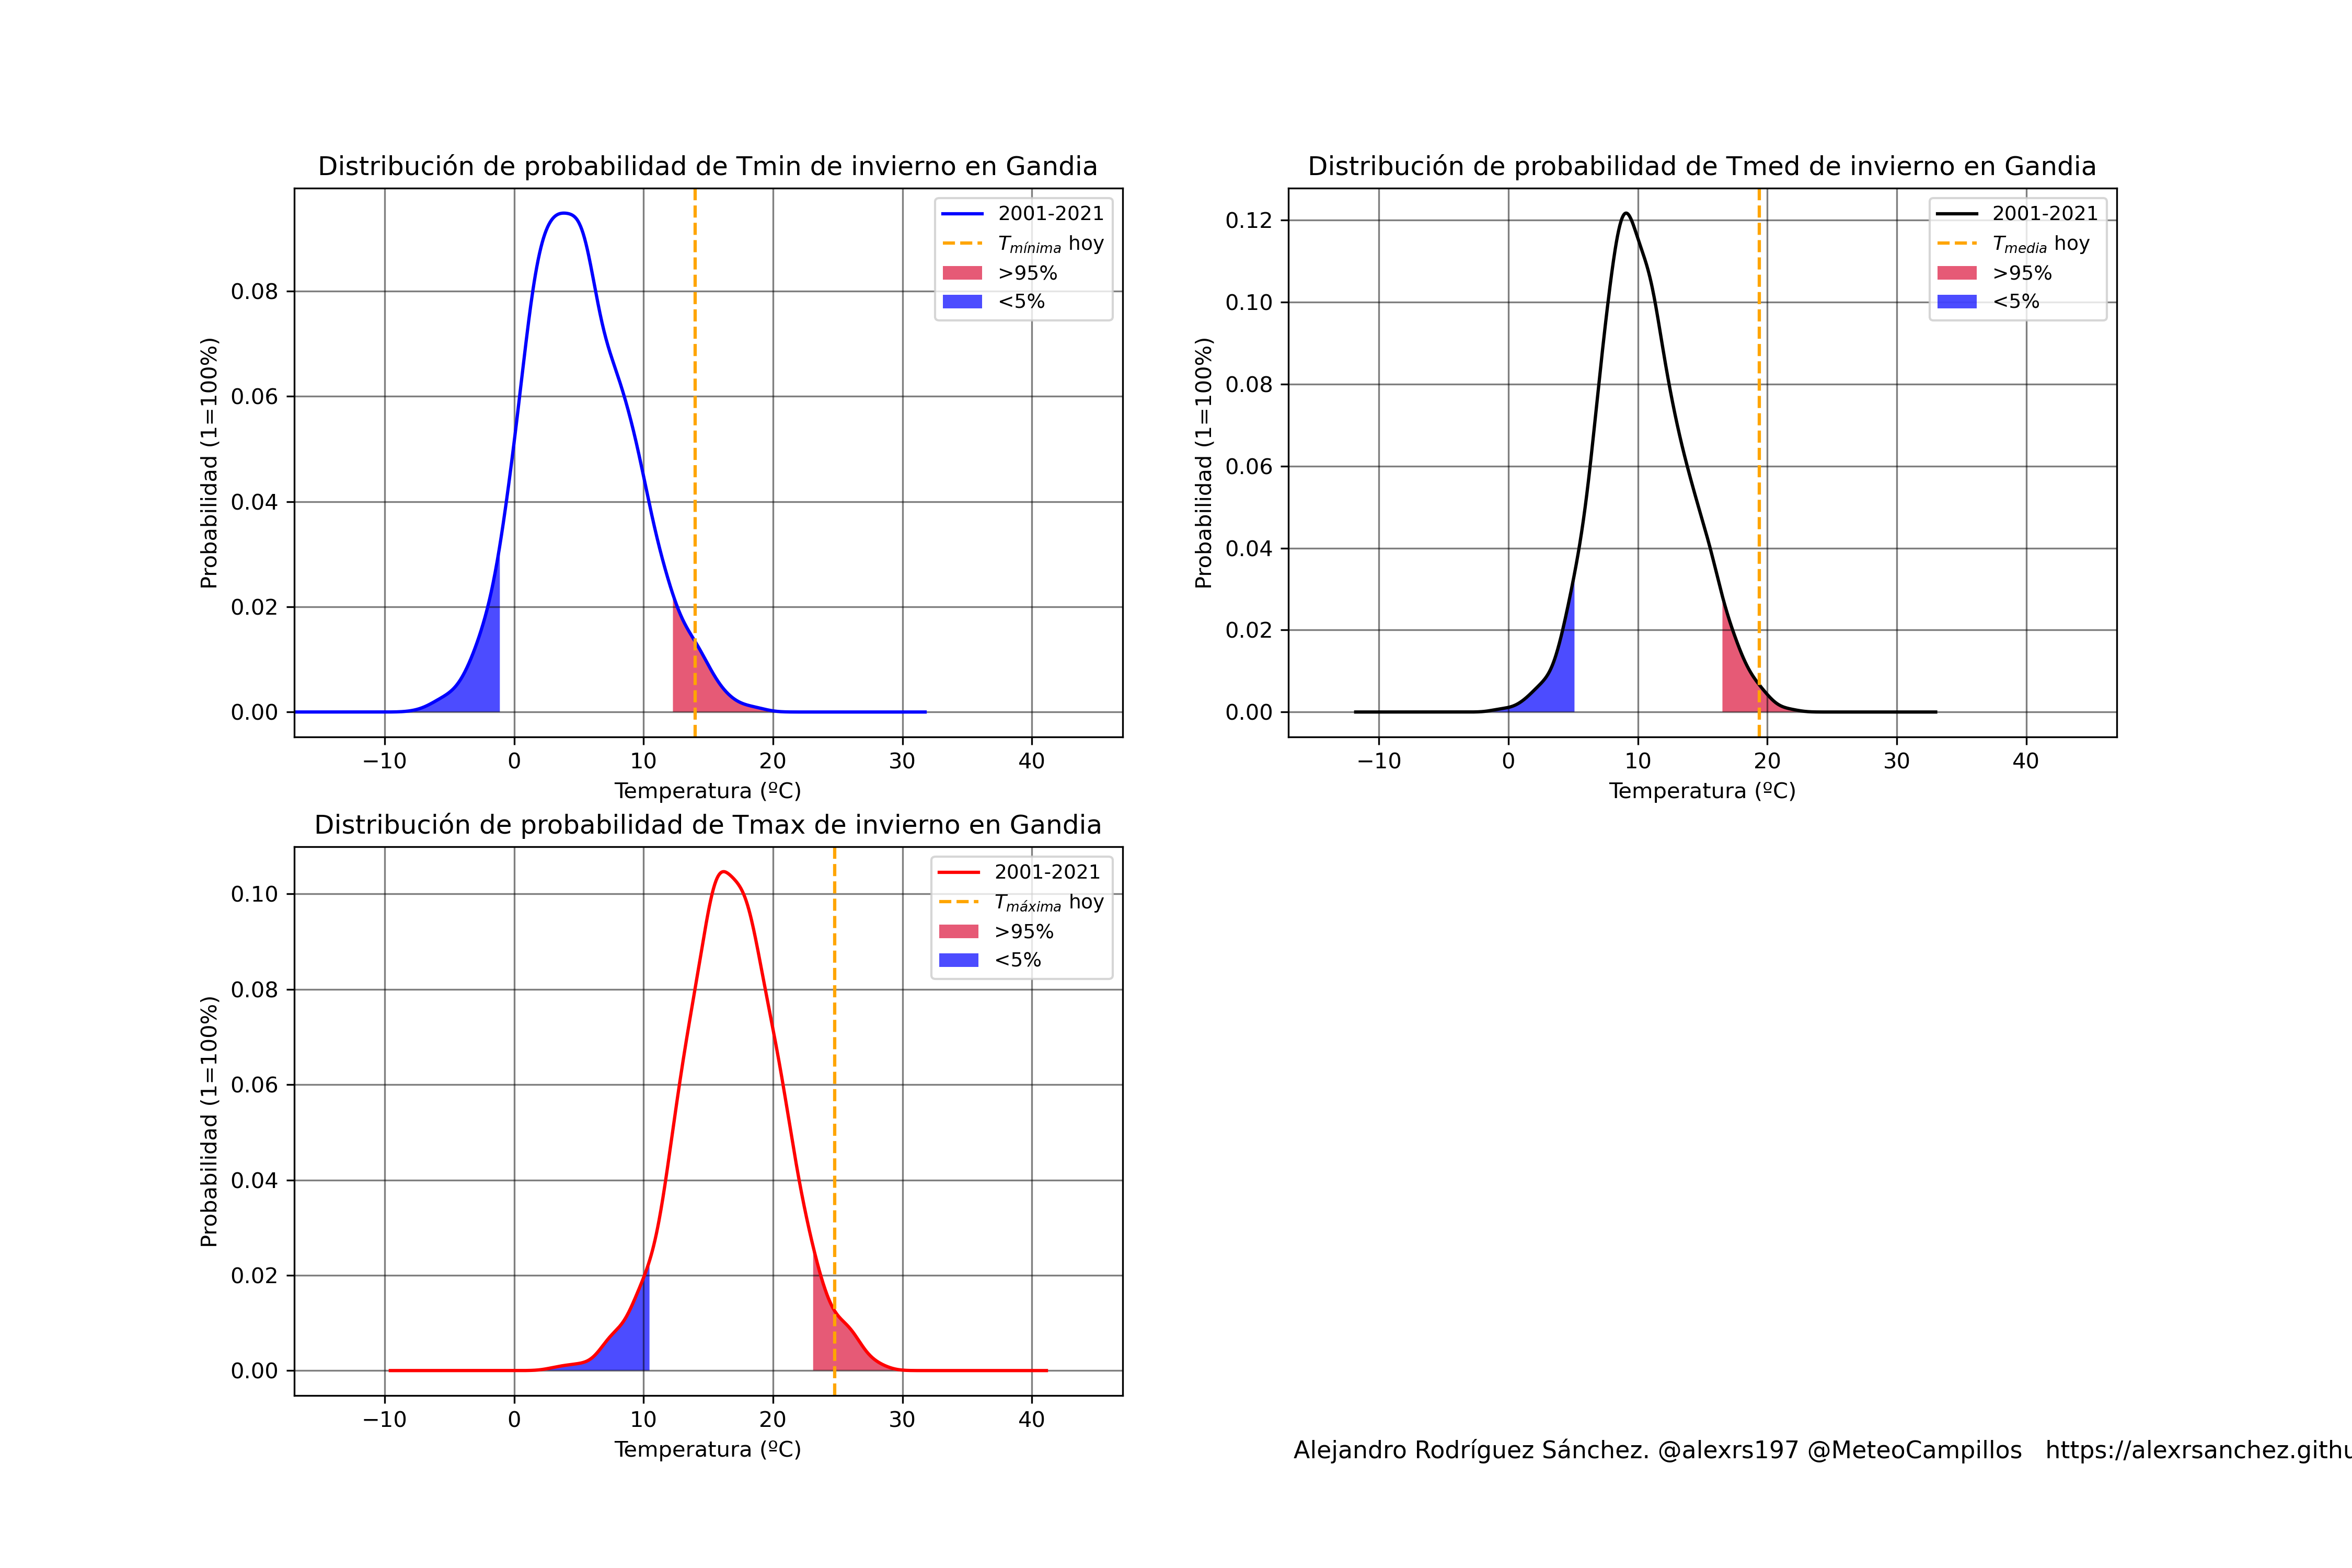 Distribución de probabilidad de Tmin de invierno en Gandia
Probabilidad (1=100%)
0.08
0.06
0.04
0.02
0.00
−10 0 10 20 30 40
Temperatura (ºC)
2001-2021
Tmínima hoy
>95%
<5%
Distribución de probabilidad de Tmed de invierno en Gandia
Probabilidad (1=100%)
0.12
0.10
0.08
0.06
0.04
0.02
0.00
−10 0 10 20 30 40
Temperatura (ºC)
2001-2021
Tmedia hoy
>95%
<5%
Distribución de probabilidad de Tmax de invierno en Gandia
Probabilidad (1=100%)
0.10
0.08
0.06
0.04
0.02
0.00
−10 0 10 20 30 40
Temperatura (ºC)
2001-2021
Tmáxima hoy
>95%
<5%
Alejandro Rodríguez Sánchez. @alexrs197 @MeteoCampillos https://alexrsanchez.githu